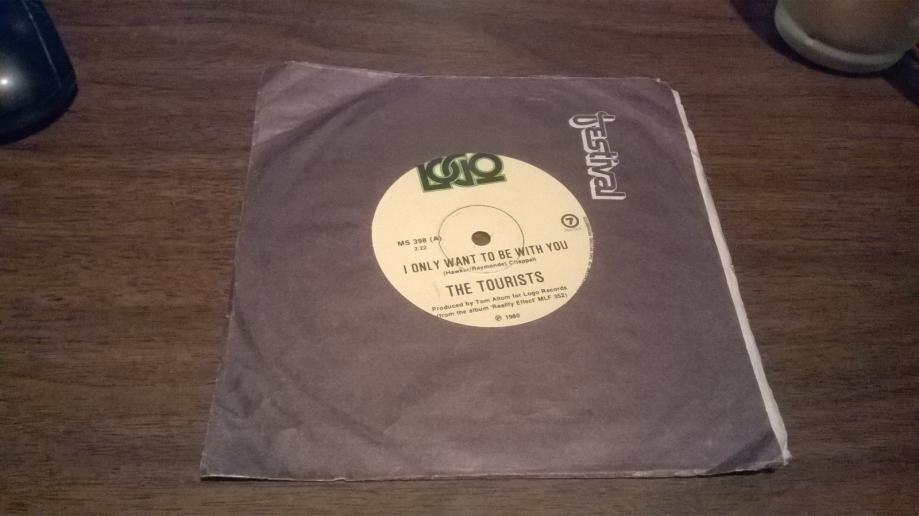 Festival
LOGO
7
MS 398 (A)
2:22
I ONLY WANT TO BE WITH YOU
(Hawker/Raymonde) Chappell
THE TOURISTS
Produced by Tom Allom for Logo Records
(from the album 'Reality Effect' MLF 352)
℗ 1980